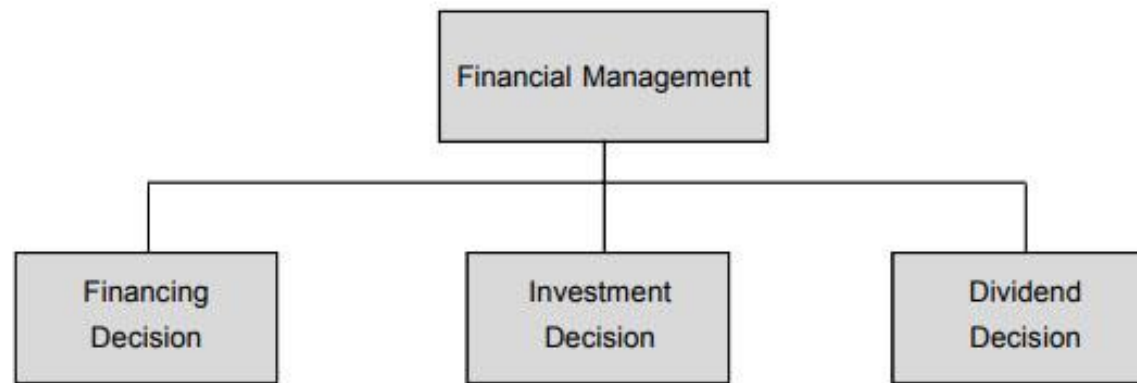 Financial Management
Financing
Decision
Investment
Decision
Dividend
Decision